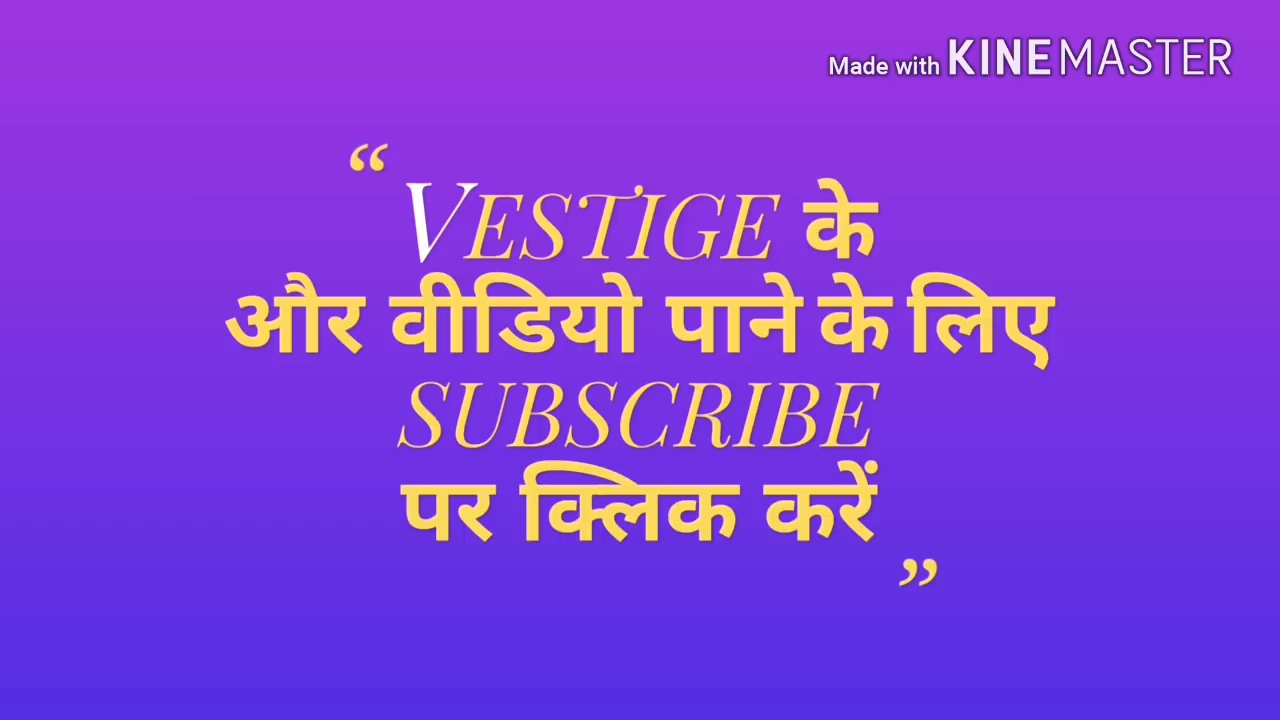 Made with KINEMASTER
“
VESTIGE के
और वीडियो पाने के लिए
SUBSCRIBE
पर क्लिक करें
”